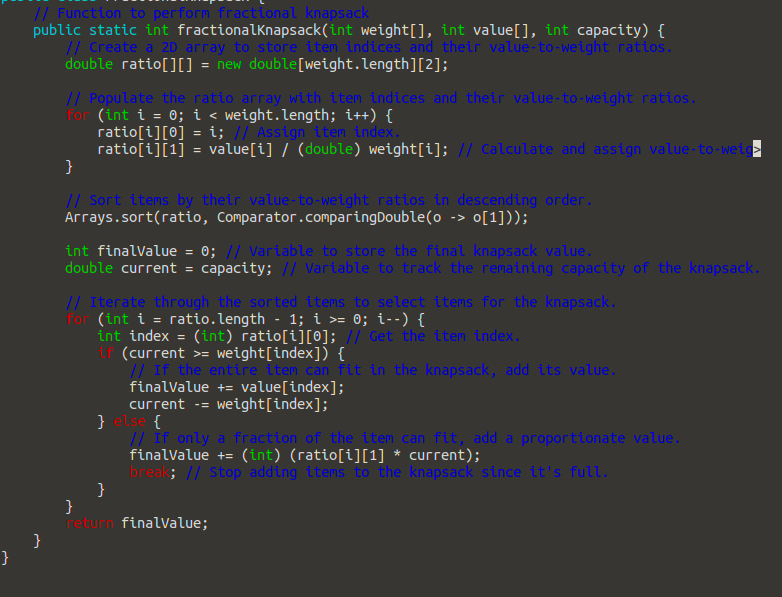 // Function to perform fractional knapsack
    public static int fractionalKnapsack(int weight[], int value[], int capacity) {
        // Create a 2D array to store item indices and their value-to-weight ratios.
        double ratio[][] = new double[weight.length][2];

        // Populate the ratio array with item indices and their value-to-weight ratios.
        for (int i = 0; i < weight.length; i++) {
            ratio[i][0] = i; // Assign item index.
            ratio[i][1] = value[i] / (double) weight[i]; // Calculate and assign value-to-weig>
        }

        // Sort items by their value-to-weight ratios in descending order.
        Arrays.sort(ratio, Comparator.comparingDouble(o -> o[1]));

        int finalValue = 0; // Variable to store the final knapsack value.
        double current = capacity; // Variable to track the remaining capacity of the knapsack.

        // Iterate through the sorted items to select items for the knapsack.
        for (int i = ratio.length - 1; i >= 0; i--) {
            int index = (int) ratio[i][0]; // Get the item index.
            if (current >= weight[index]) {
                // If the entire item can fit in the knapsack, add its value.
                finalValue += value[index];
                current -= weight[index];
            } else {
                // If only a fraction of the item can fit, add a proportionate value.
                finalValue += (int) (ratio[i][1] * current);
                break; // Stop adding items to the knapsack since it's full.
            }
        }
        return finalValue;
    }
}